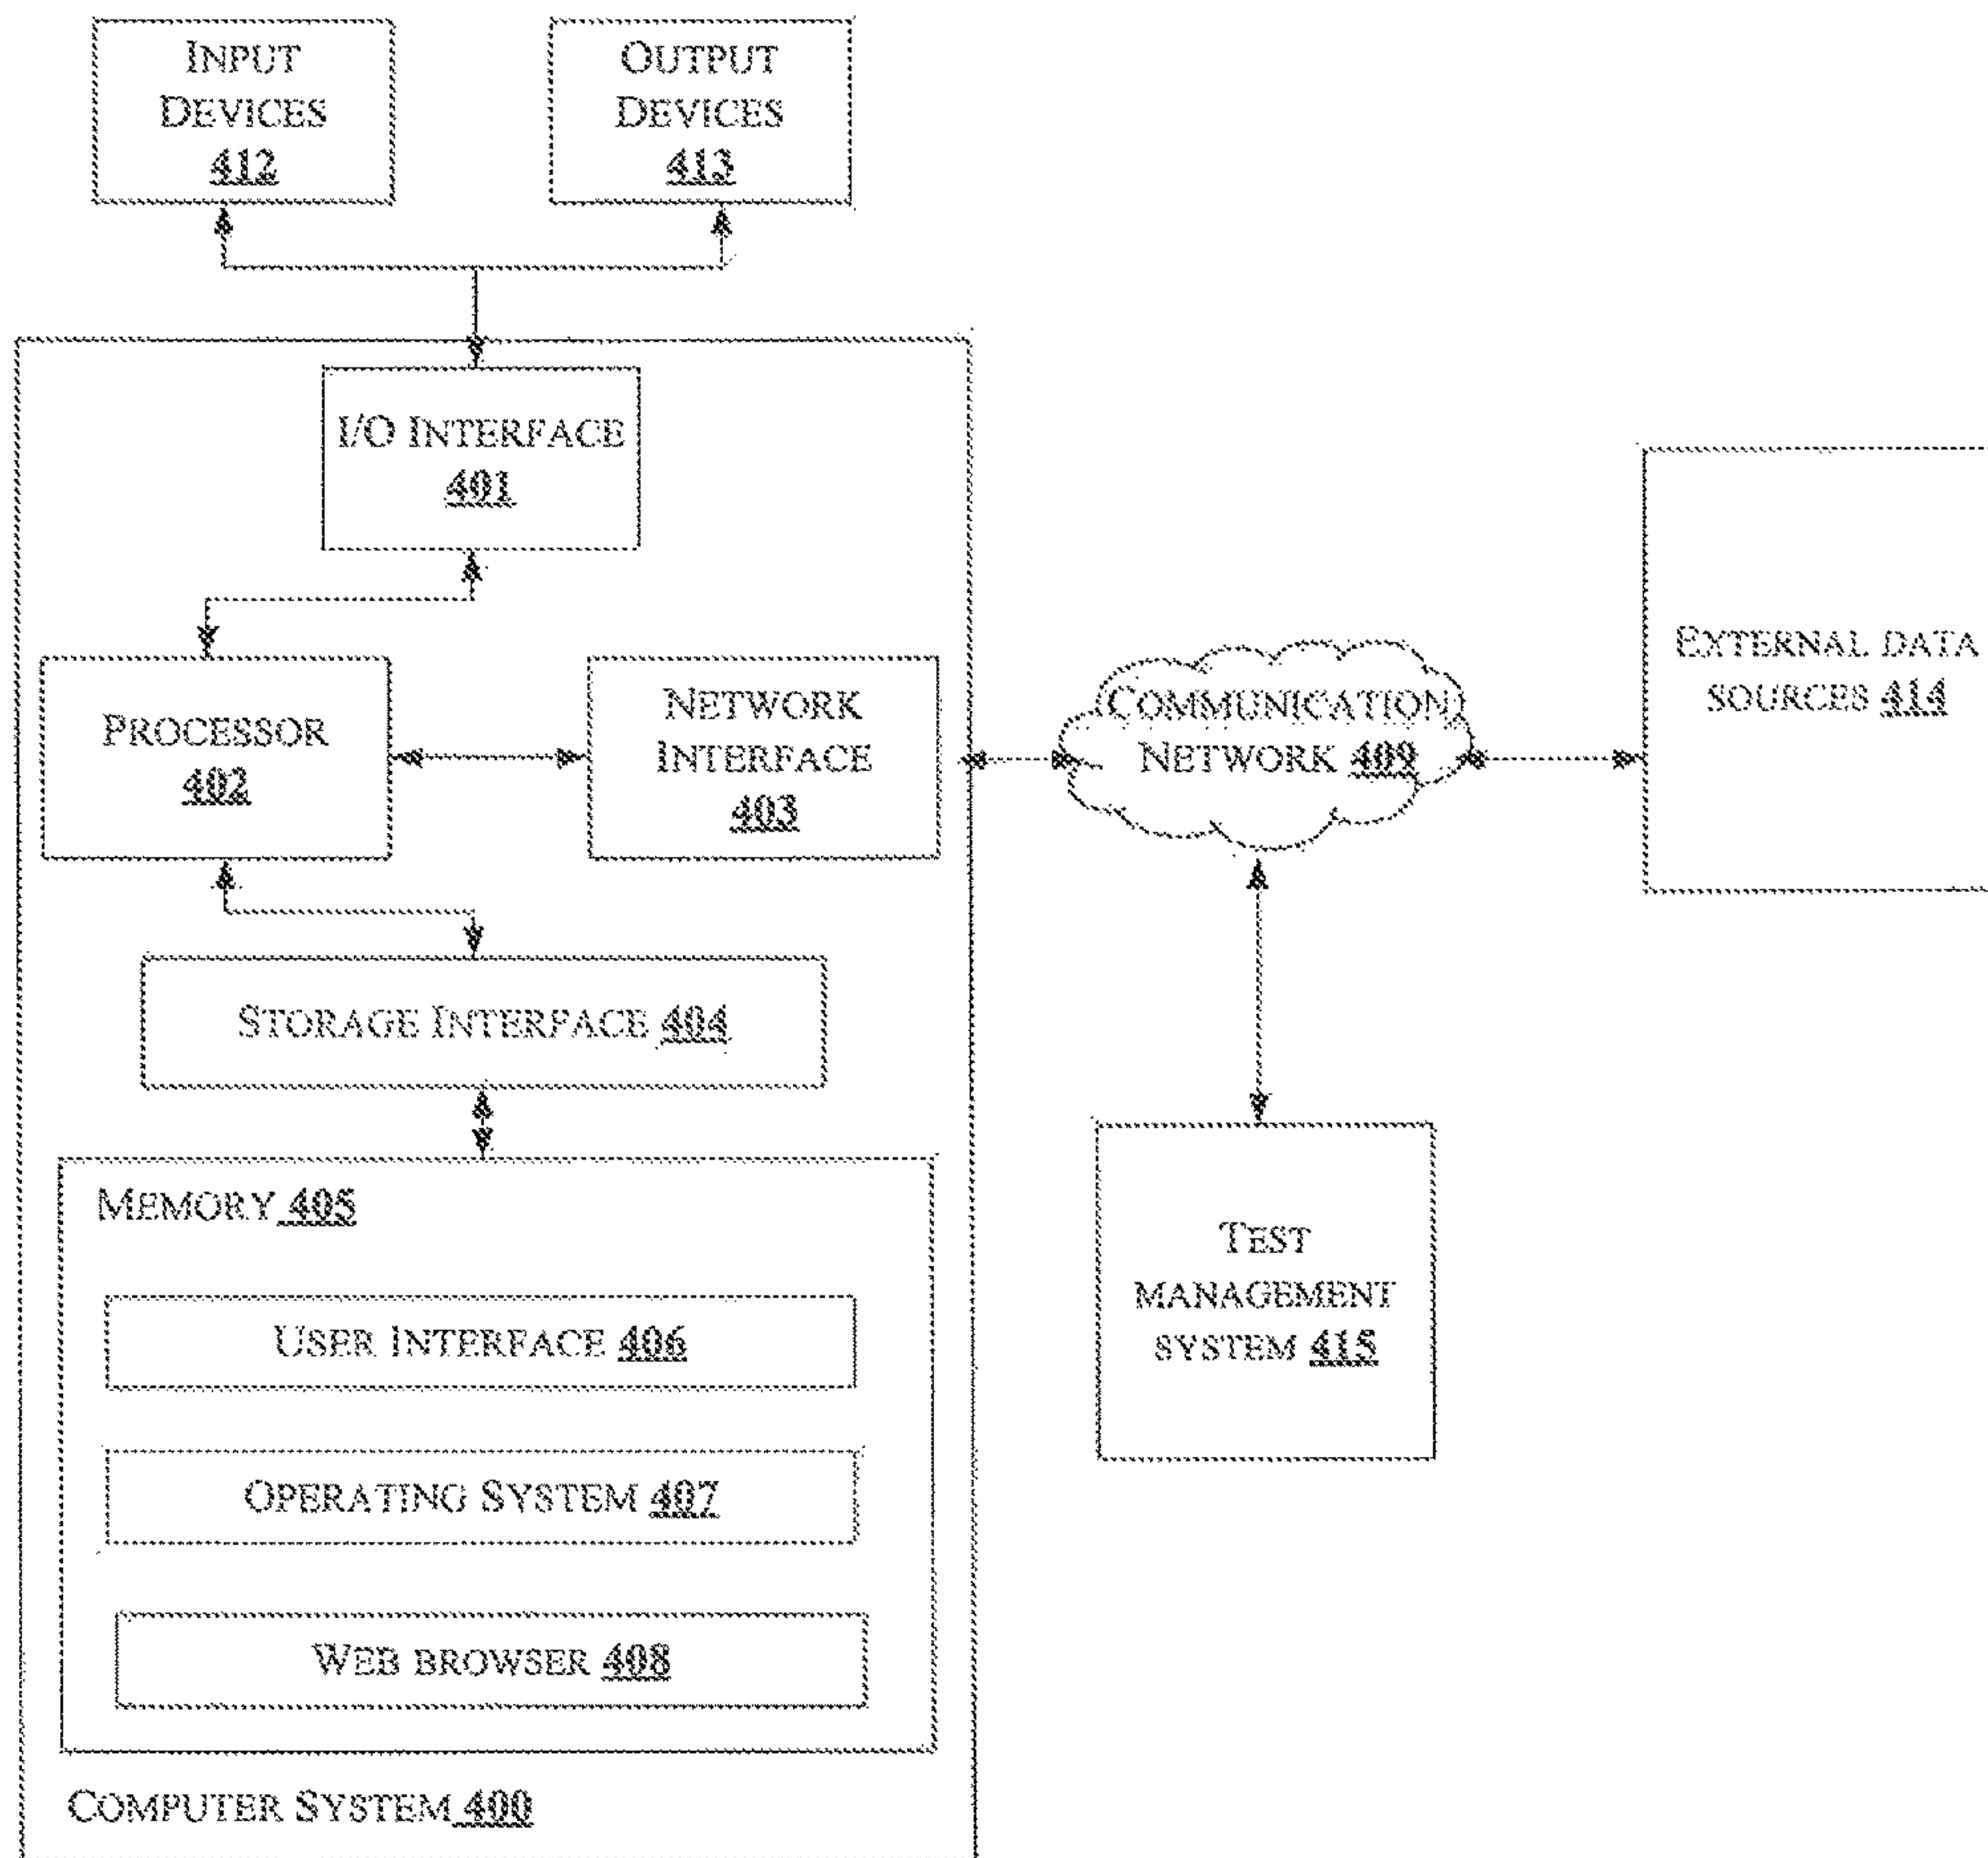 INPUT
DEVICES
412
OUTPUT
DEVICES
413
I/O INTERFACE
401
PROCESSOR
402
NETWORK
INTERFACE
403
COMMUNICATION
NETWORK 409
EXTERNAL DATA
SOURCES 414
STORAGE INTERFACE 404
MEMORY 405
USER INTERFACE 406
OPERATING SYSTEM 407
WEB BROWSER 408
TEST
MANAGEMENT
SYSTEM 415
COMPUTER SYSTEM 400